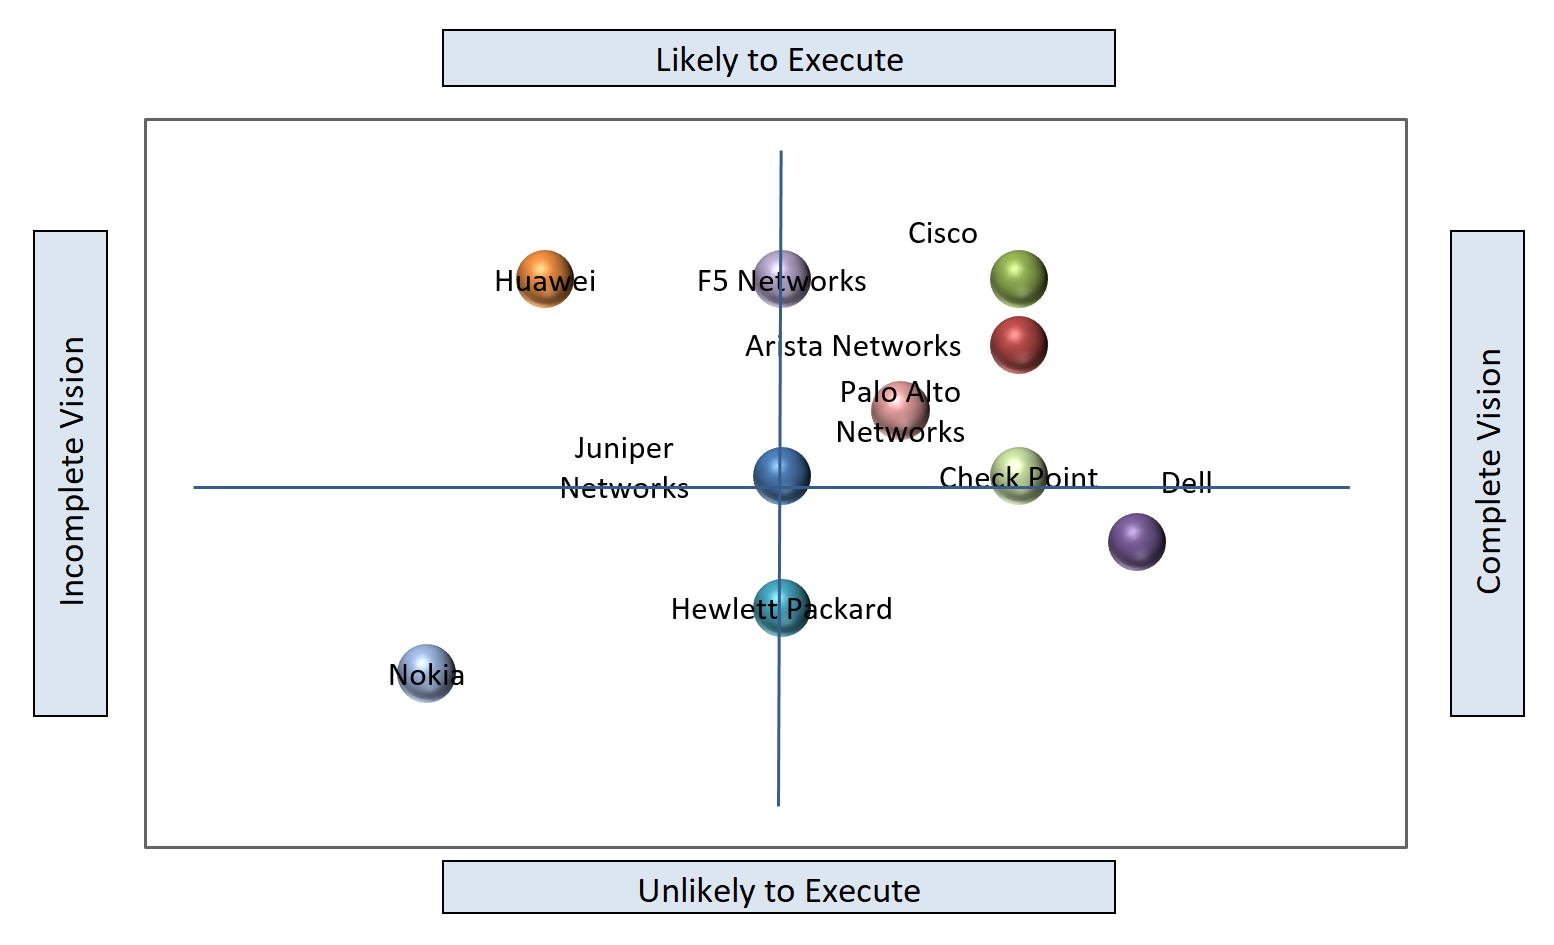 Likely to Execute
Cisco
Huawei
F5 Networks
Arista Networks
Palo Alto
Networks
Juniper
Networks
Check Point
Dell
Incomplete Vision
Complete Vision
Hewlett Packard
Nokia
Unlikely to Execute